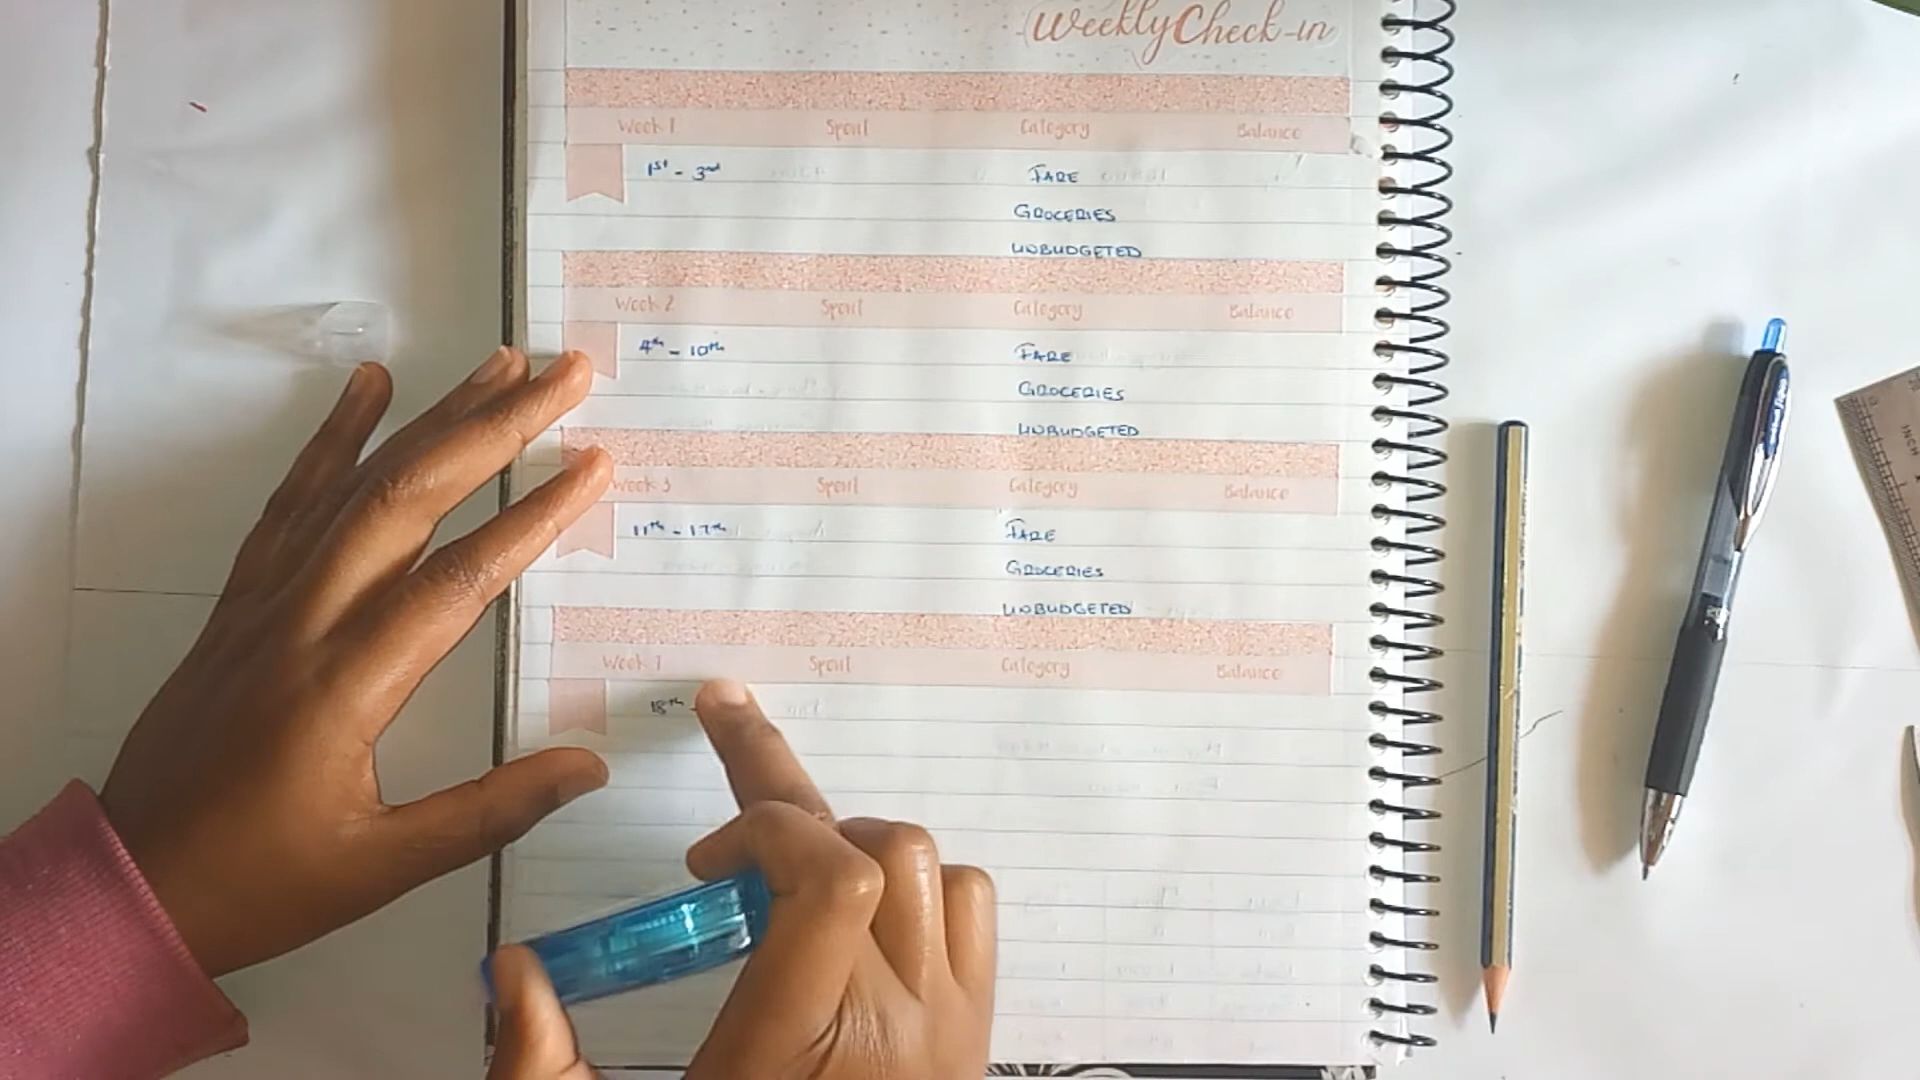 Weekly Check-in
Week 1 Spent Category Balance
1st - 3rd FARE
GROCERIES
UNBUDGETED
Week 2 Spent Category Balance
4th - 10th FARE
GROCERIES
UNBUDGETED
Week 3 Spent Category Balance
11th - 17th FARE
GROCERIES
UNBUDGETED
Week 1 Spent Category Balance
18th -
INCH